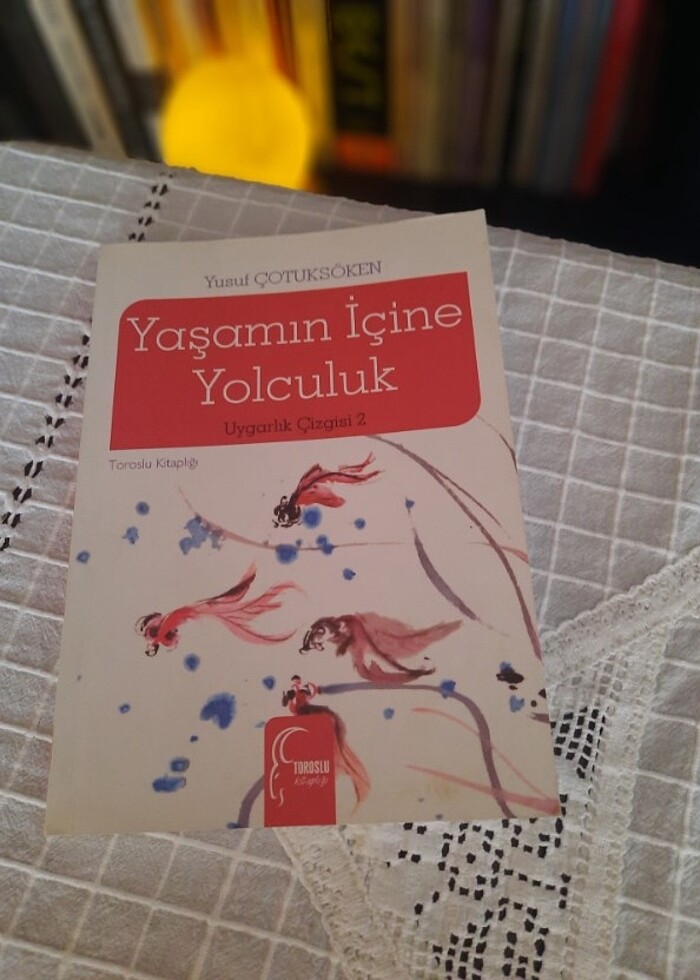 Yusuf ÇOTUKSÖKEN
Yaşamın İçine
Yolculuk
Uygarlık Çizgisi 2
Toroslu Kitaplığı
TOROSLU
kitaplığı